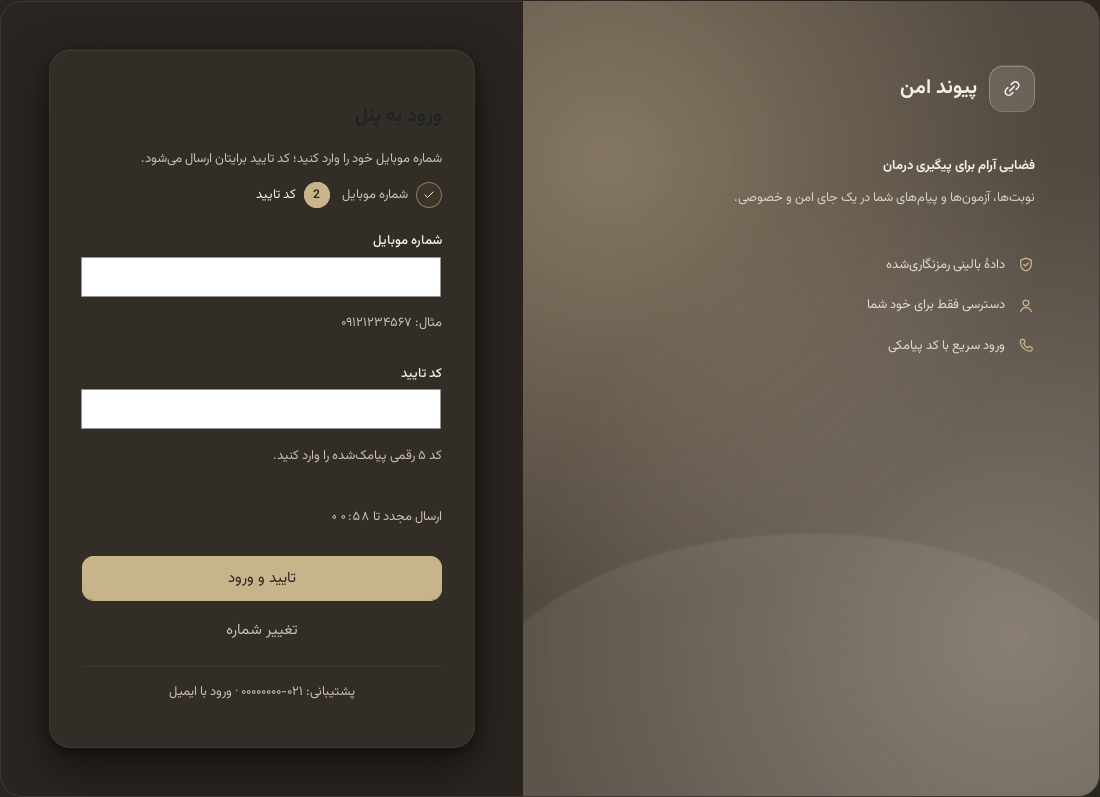 پیوند امن
فضایی آرام برای پیگیری درمان
نوبت‌ها، آزمون‌ها و پیام‌های شما در یک جای امن و خصوصی.
دادهٔ بالینی رمزنگاری‌شده
دسترسی فقط برای خود شما
ورود سریع با کد پیامکی
ورود به پنل
شماره موبایل خود را وارد کنید؛ کد تایید برایتان ارسال می‌شود.
شماره موبایل 2 کد تایید
شماره موبایل
مثال: ۰۹۱۲۱۲۳۴۵۶۷
کد تایید
کد ۵ رقمی پیامک‌شده را وارد کنید.
ارسال مجدد تا ۰۰:۵۸
تایید و ورود
تغییر شماره
پشتیبانی: ۰۲۱-۰۰۰۰۰۰۰۰ · ورود با ایمیل